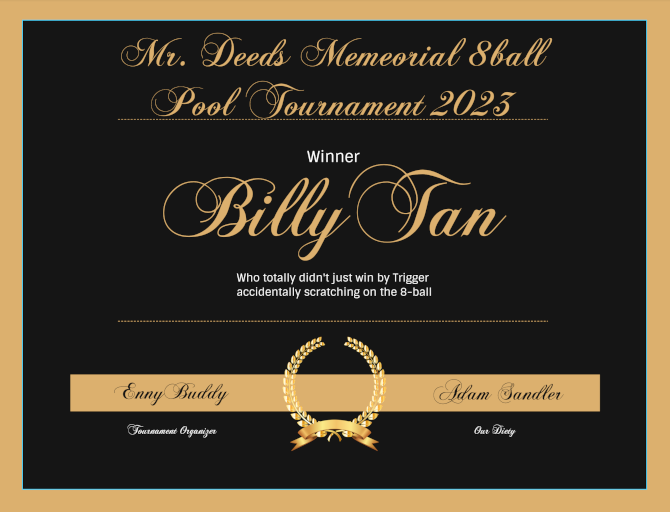 Mr. Deeds Memeorial 8ball
Pool Tournament 2023
Winner
Billy Tan
Who totally didn't just win by Trigger
accidentally scratching on the 8-ball
Enny Buddy
Adam Sandler
Tournament Organizer
Our Diety